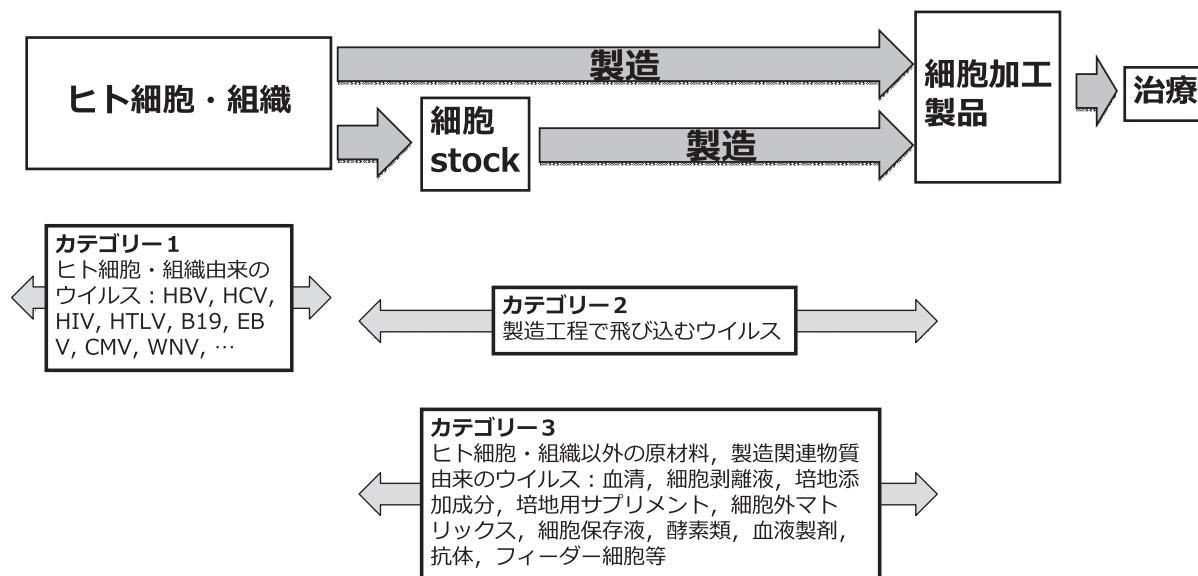 ヒト細胞・組織
製造
細胞
stock
製造
細胞加工
製品
治療
カテゴリー1
ヒト細胞・組織由来の
ウイルス：HBV, HCV,
HIV, HTLV, B19, EB
V, CMV, WNV, …
カテゴリー2
製造工程で飛び込むウイルス
カテゴリー3
ヒト細胞・組織以外の原材料，製造関連物質
由来のウイルス：血清，細胞剥離液，培地添
加成分，培地用サプリメント，細胞外マト
リックス，細胞保存液，酵素類，血液製剤，
抗体，フィーダー細胞等